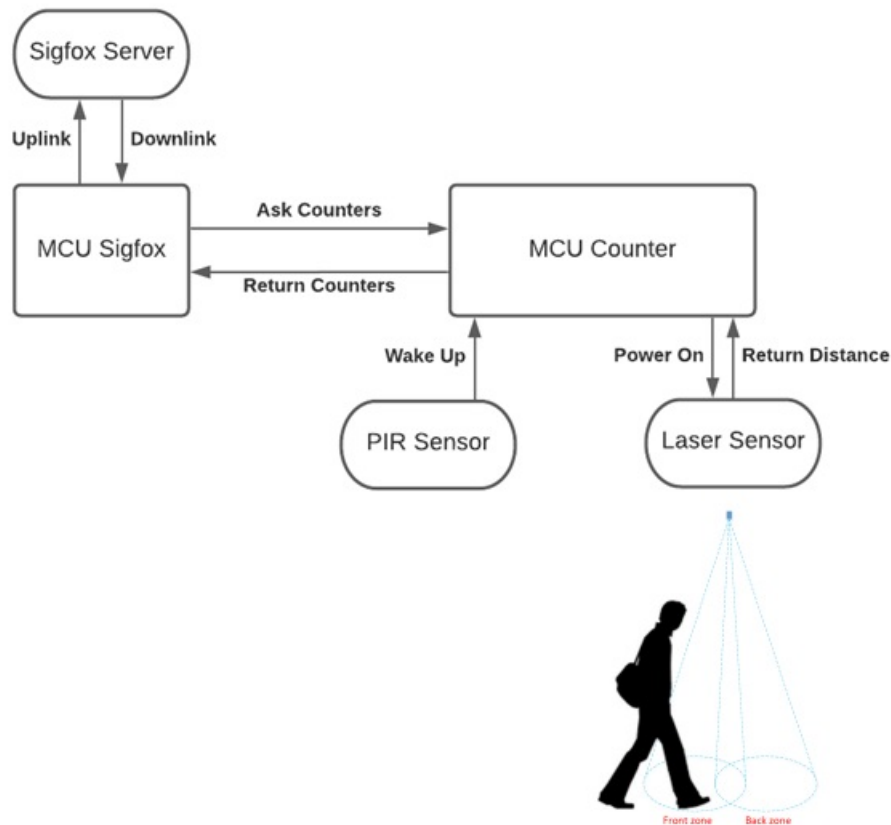 Sigfox Server
Uplink
Downlink
MCU Sigfox
Ask Counters
Return Counters
MCU Counter
Wake Up
Power On
Return Distance
PIR Sensor
Laser Sensor
Front zone
Back zone